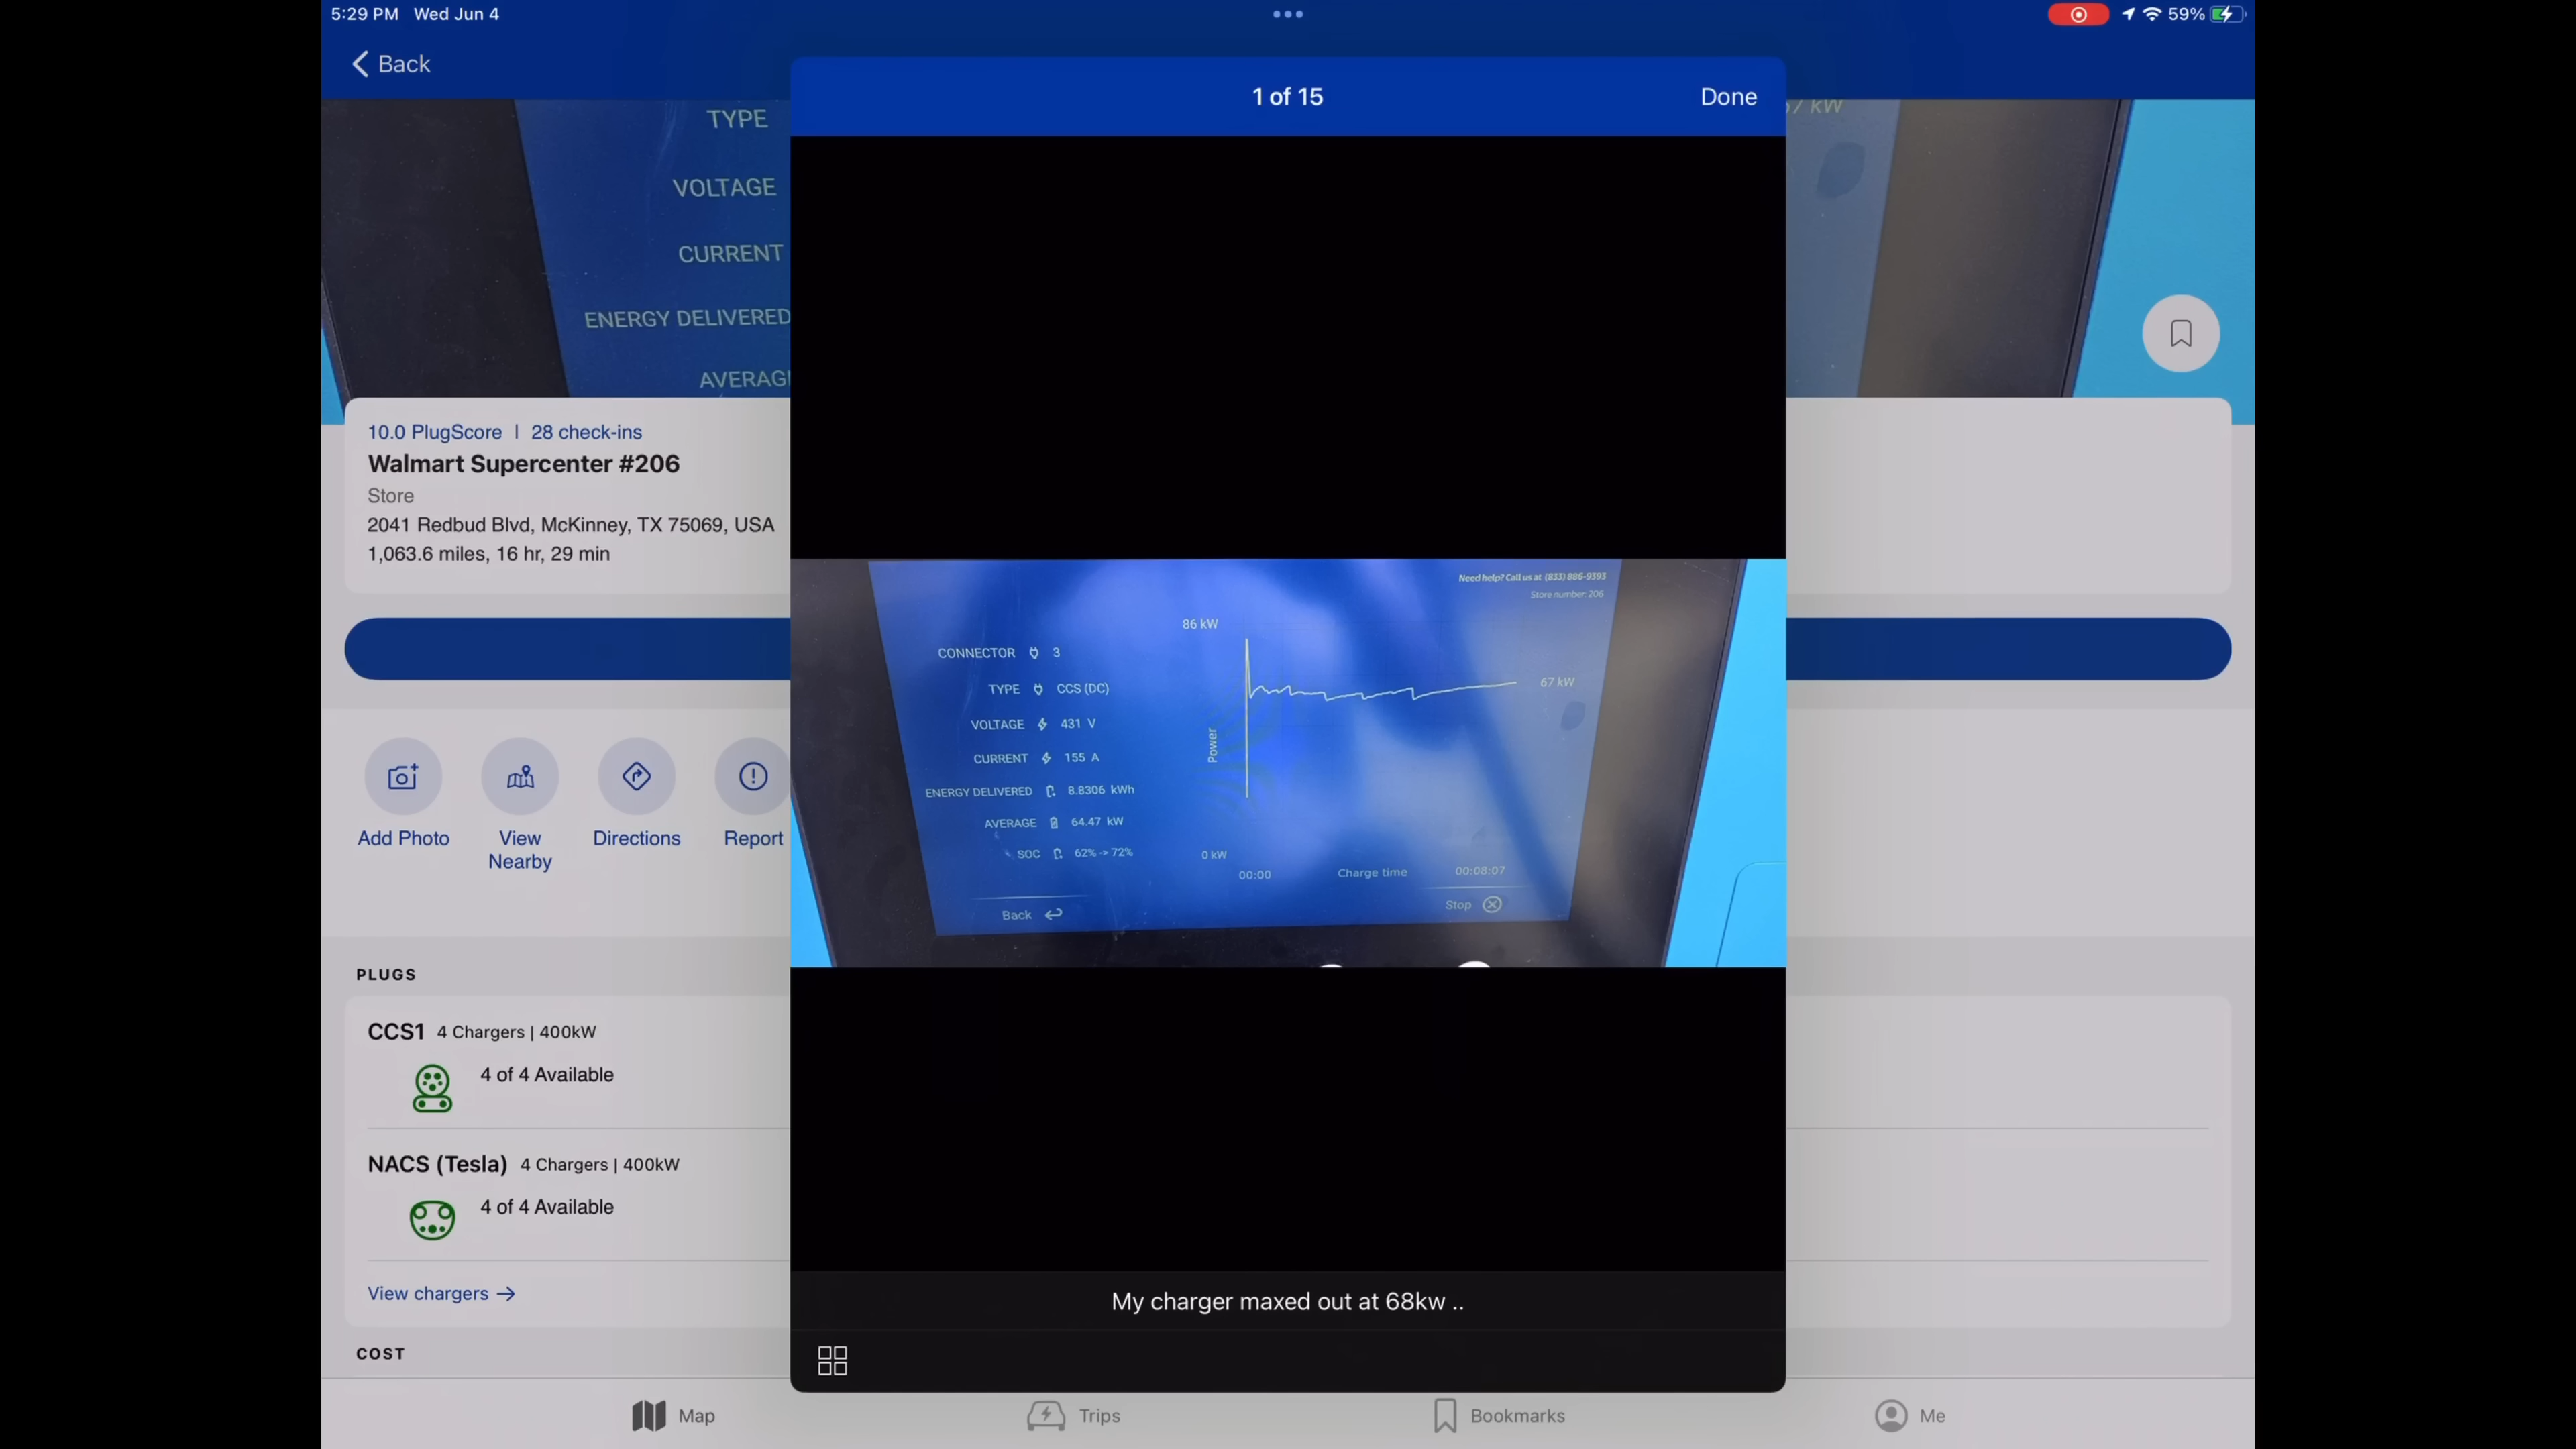 5:29 PM Wed Jun 4
59%
Back
1 of 15
Done
TYPE
VOLTAGE
CURRENT
ENERGY DELIVERED
10.0 PlugScore | 28 check-ins
Walmart Supercenter #206
Store
2041 Redbud Blvd, McKinney, TX 75069, USA
1,063.6 miles, 16 hr, 29 min
Add Photo
View Nearby
Directions
Report
PLUGS
CCS1 4 Chargers | 400kW
4 of 4 Available
NACS (Tesla) 4 Chargers | 400kW
4 of 4 Available
View chargers →
COST
Need help? Call us at (833) 886-9393
Store number: 206
86 kW
CONNECTOR 3
TYPE CCS (DC)
67 kW
VOLTAGE 431 V
CURRENT 155 A
Power
ENERGY DELIVERED 8.8306 kWh
AVERAGE 64.47 kW
SOC 62% -> 72%
0 kW
00:00
Charge time
00:08:07
Back
Stop
My charger maxed out at 68kw ..
Map
Trips
Bookmarks
Me